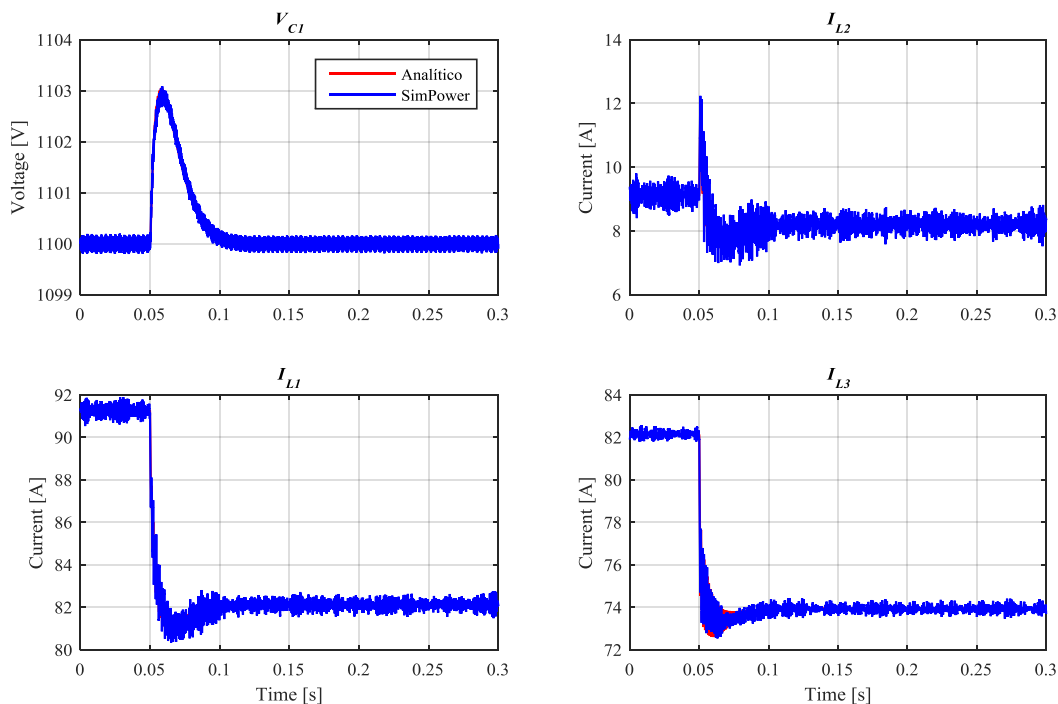 V_C1
1104
1103
1102
1101
1100
1099
Voltage [V]
Analítico
SimPower
0 0.05 0.1 0.15 0.2 0.25 0.3
I_L2
14
12
10
8
6
Current [A]
0 0.05 0.1 0.15 0.2 0.25 0.3
I_L1
92
90
88
86
84
82
80
Current [A]
0 0.05 0.1 0.15 0.2 0.25 0.3
Time [s]
I_L3
84
82
80
78
76
74
72
Current [A]
0 0.05 0.1 0.15 0.2 0.25 0.3
Time [s]